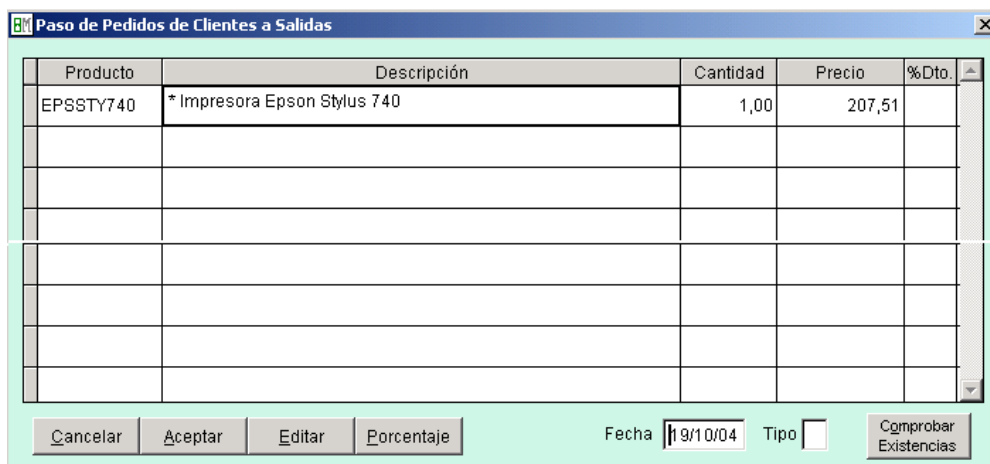 BM Paso de Pedidos de Clientes a Salidas
Producto Descripción Cantidad Precio %Dto.
EPSSTY740 * Impresora Epson Stylus 740 1,00 207,51
Cancelar Aceptar Editar Porcentaje Fecha 19/10/04 Tipo Comprobar
Existencias